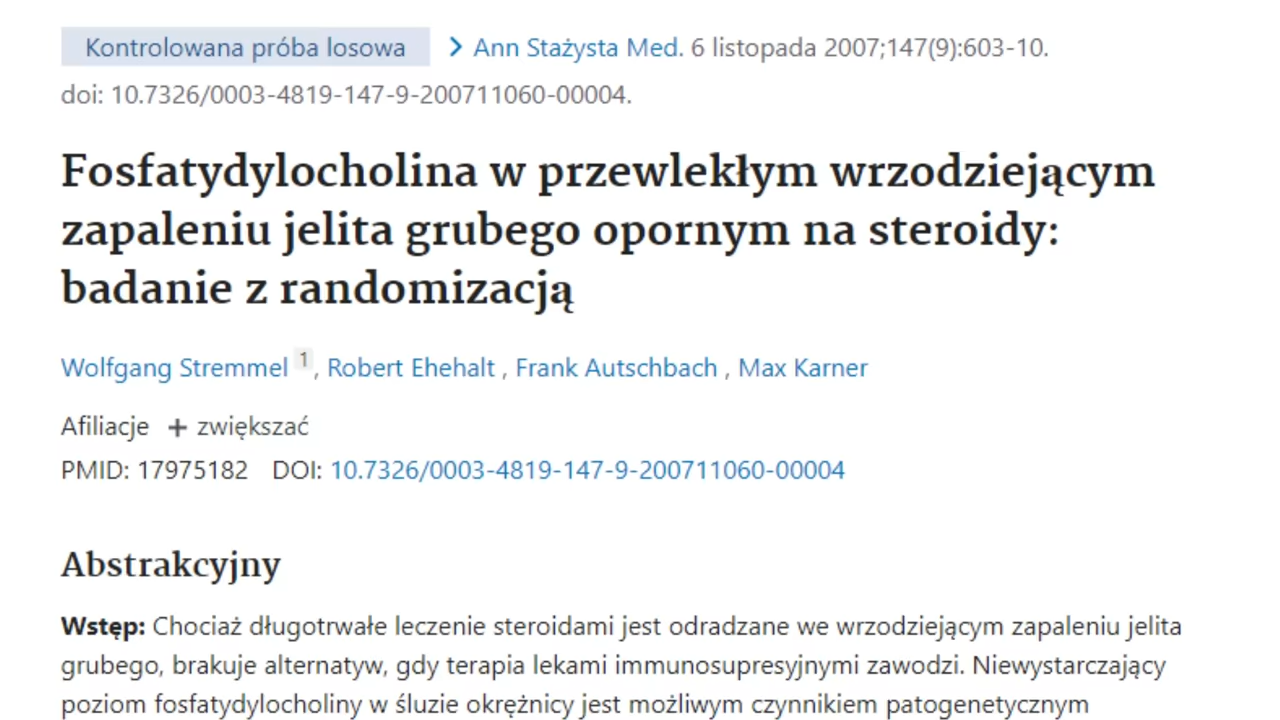 Kontrolowana próba losowa > Ann Stażysta Med. 6 listopada 2007;147(9):603-10.
doi: 10.7326/0003-4819-147-9-200711060-00004.
Fosfatydylocholina w przewlekłym wrzodziejącym
zapaleniu jelita grubego opornym na steroidy:
badanie z randomizacją
Wolfgang Stremmel 1 , Robert Ehehalt , Frank Autschbach , Max Karner
Afiliacje + zwiększać
PMID: 17975182 DOI: 10.7326/0003-4819-147-9-200711060-00004
Abstrakcyjny
Wstęp: Chociaż długotrwałe leczenie steroidami jest odradzane we wrzodziejącym zapaleniu jelita
grubego, brakuje alternatyw, gdy terapia lekami immunosupresyjnymi zawodzi. Niewystarczający
poziom fosfatydylocholiny w śluzie okrężnicy jest możliwym czynnikiem patogenetycznym